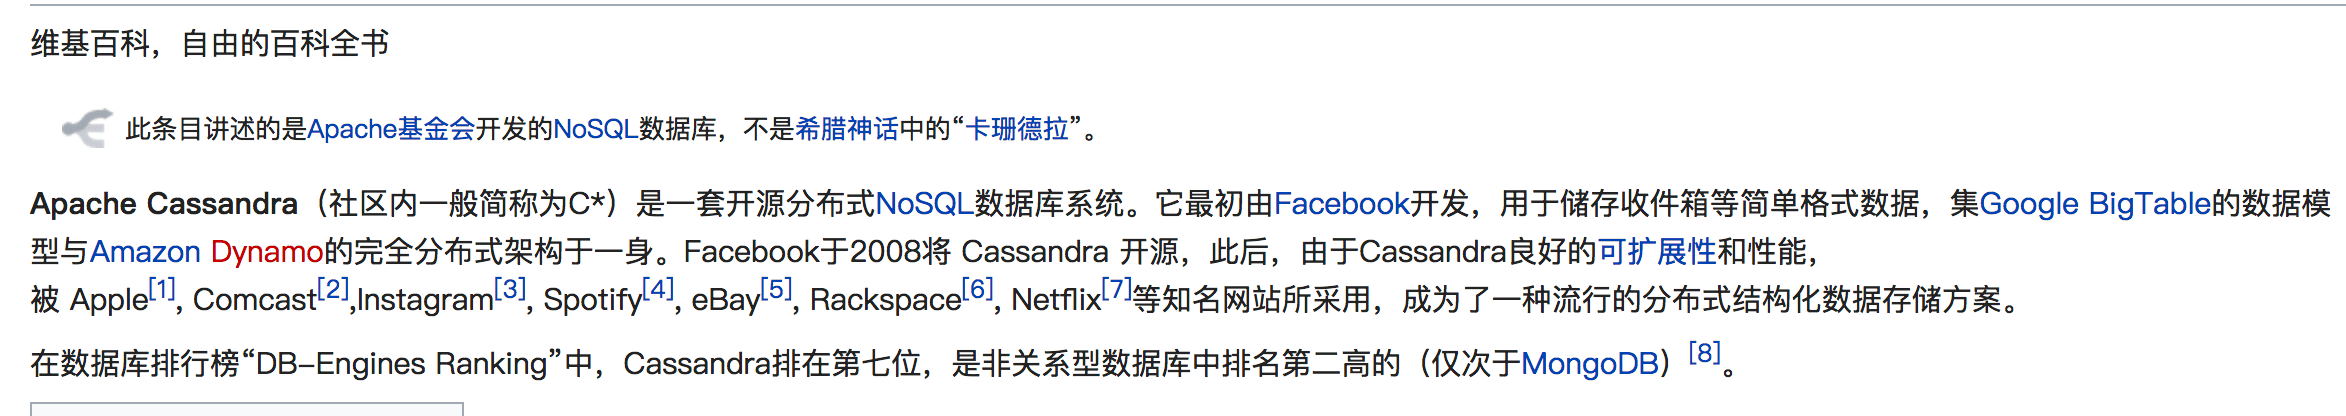 维基百科，自由的百科全书
此条目讲述的是Apache基金会开发的NoSQL数据库，不是希腊神话中的“卡珊德拉”。
Apache Cassandra（社区内一般简称为C*）是一套开源分布式NoSQL数据库系统。它最初由Facebook开发，用于储存收件箱等简单格式数据，集Google BigTable的数据模
型与Amazon Dynamo的完全分布式架构于一身。Facebook于2008将 Cassandra 开源，此后，由于Cassandra良好的可扩展性和性能，
被 Apple[1], Comcast[2],Instagram[3], Spotify[4], eBay[5], Rackspace[6], Netflix[7]等知名网站所采用，成为了一种流行的分布式结构化数据存储方案。
在数据库排行榜“DB-Engines Ranking”中，Cassandra排在第七位，是非关系型数据库中排名第二高的（仅次于MongoDB）[8]。